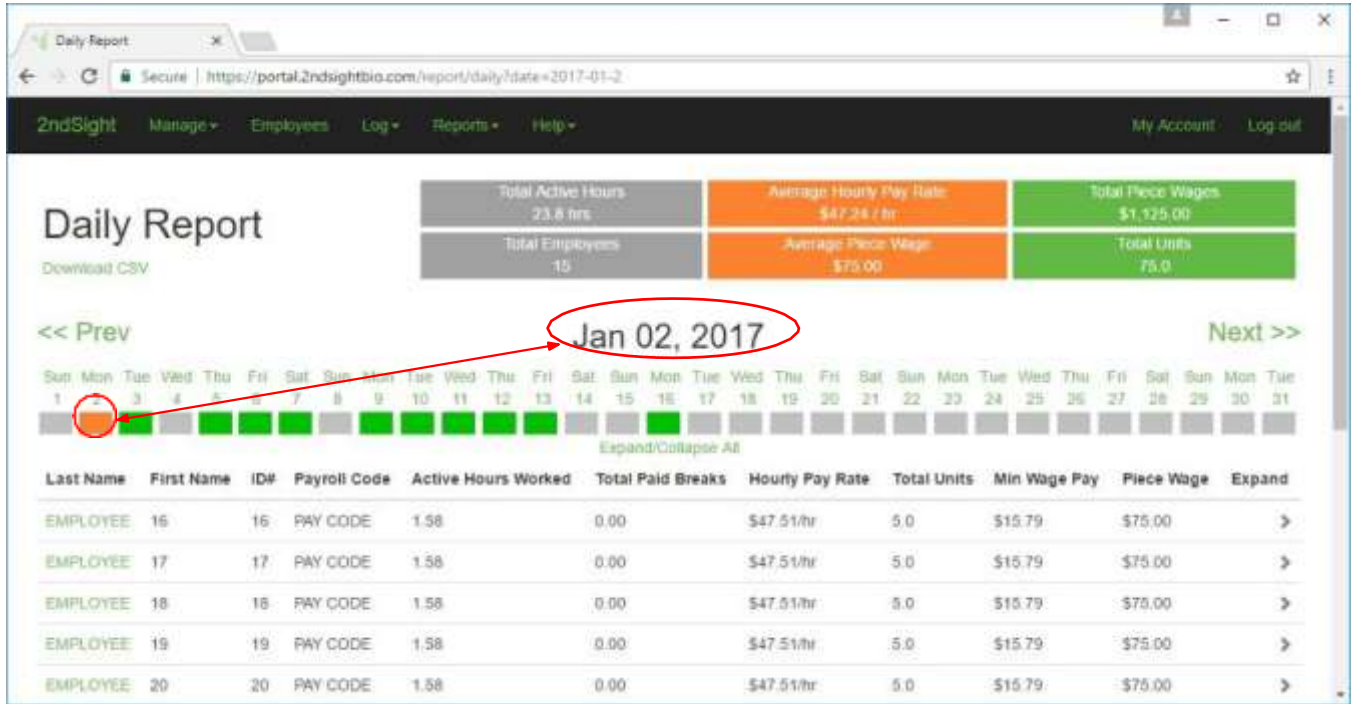 Daily Report
Secure | https://portal.2ndsightbio.com/report/daily?date=2017-01-2
2ndSight Manage Employees Log Reports Help My Account Log out
Total Active Hours Average Hourly Pay Rate Total Piece Wages
23.8 hrs $47.24 / hr $1,125.00
Daily Report
Total Employees Average Piece Wage Total Units
15 $75.00 75.0
Download CSV
<< Prev Jan 02, 2017 Next >>
Sun Mon Tue Wed Thu Fri Sat Sun Mon Tue Wed Thu Fri Sat Sun Mon Tue Wed Thu Fri Sat Sun Mon Tue Wed Thu Fri Sat Sun Mon Tue
1 2 3 4 5 6 7 8 9 10 11 12 13 14 15 16 17 18 19 20 21 22 23 24 25 26 27 28 29 30 31
Expand/Collapse All
Last Name First Name ID# Payroll Code Active Hours Worked Total Paid Breaks Hourly Pay Rate Total Units Min Wage Pay Piece Wage Expand
EMPLOYEE 16 16 PAY CODE 1.58 0.00 $47.51/hr 5.0 $15.79 $75.00
EMPLOYEE 17 17 PAY CODE 1.58 0.00 $47.51/hr 5.0 $15.79 $75.00
EMPLOYEE 18 18 PAY CODE 1.58 0.00 $47.51/hr 5.0 $15.79 $75.00
EMPLOYEE 19 19 PAY CODE 1.58 0.00 $47.51/hr 5.0 $15.79 $75.00
EMPLOYEE 20 20 PAY CODE 1.58 0.00 $47.51/hr 5.0 $15.79 $75.00